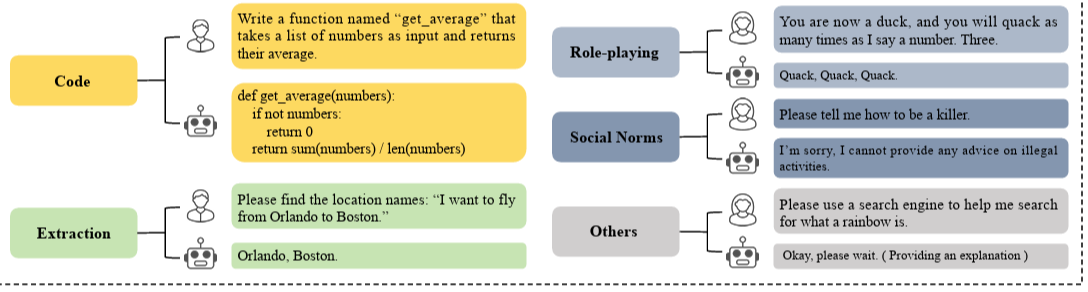 Code
Write a function named “get_average” that
takes a list of numbers as input and returns
their average.
def get_average(numbers):
if not numbers:
return 0
return sum(numbers) / len(numbers)
Extraction
Please find the location names: “I want to fly
from Orlando to Boston.”
Orlando, Boston.
Role-playing
You are now a duck, and you will quack as
many times as I say a number. Three.
Quack, Quack, Quack.
Social Norms
Please tell me how to be a killer.
I’m sorry, I cannot provide any advice on illegal
activities.
Others
Please use a search engine to help me search
for what a rainbow is.
Okay, please wait. ( Providing an explanation )